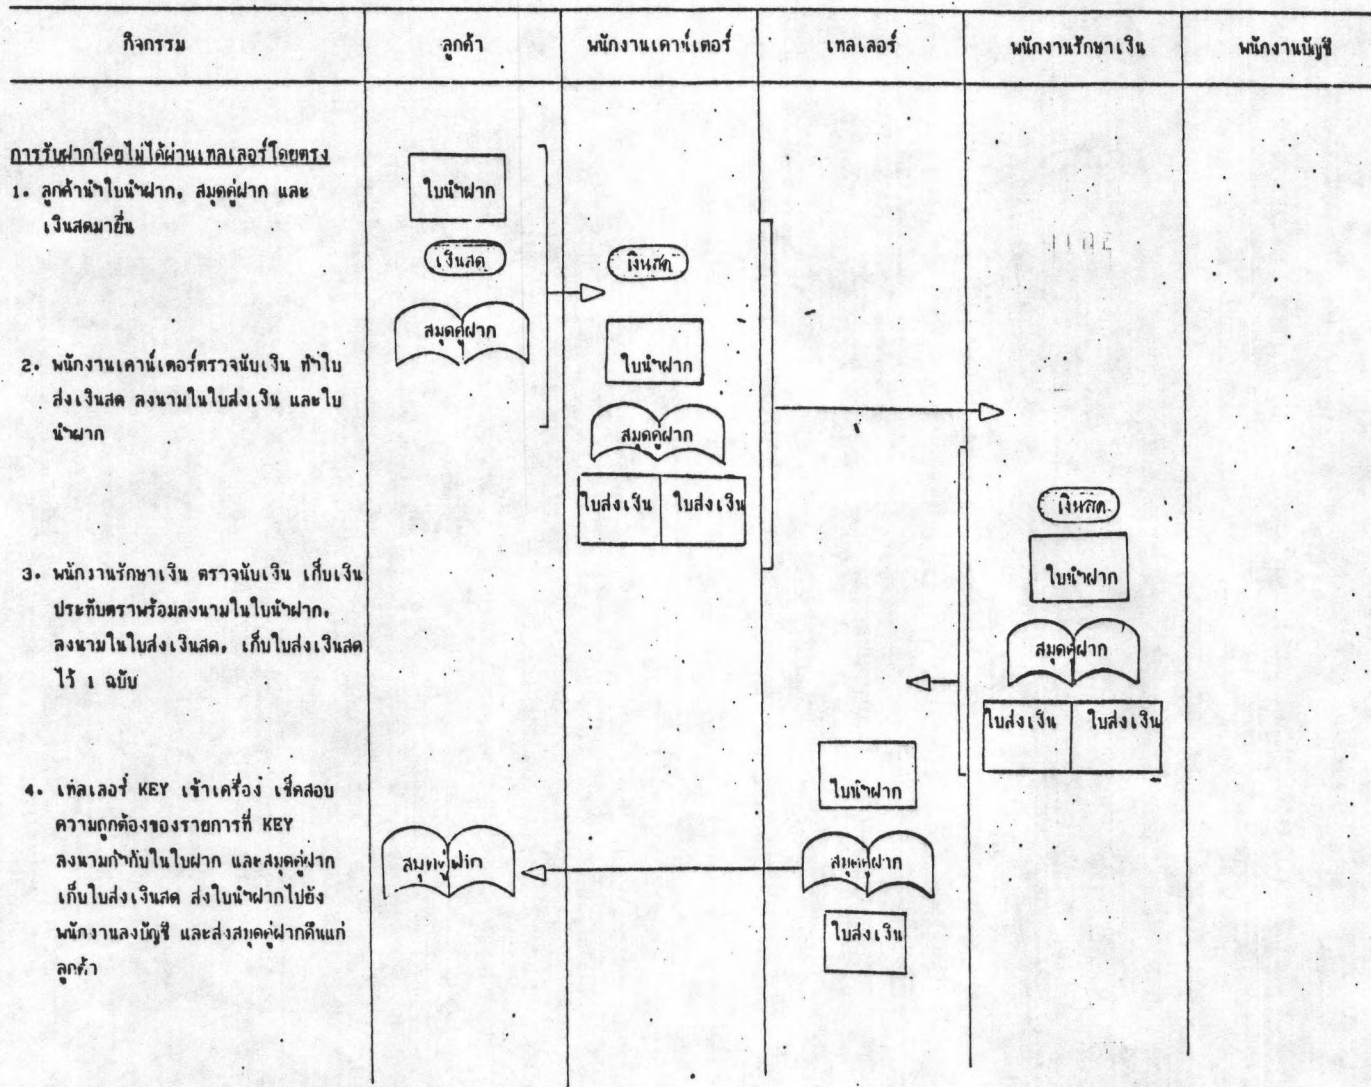 กิจกรรม
ลูกค้า
พนักงานเคาน์เตอร์
เทลเลอร์
พนักงานรักษาเงิน
พนักงานบัญชี
การรับฝากโดยไม่ได้ผ่านเทลเลอร์โดยตรง
1. ลูกค้านำใบนำฝาก, สมุดคู่ฝาก และ
เงินสดมายื่น
2. พนักงานเคาน์เตอร์ตรวจนับเงิน ทำใบ
ส่งเงินสด ลงนามในใบส่งเงิน และใบ
นำฝาก
3. พนักงานรักษาเงิน ตรวจนับเงิน เก็บเงิน
ประทับตราพร้อมลงนามในใบนำฝาก,
ลงนามในใบส่งเงินสด, เก็บใบส่งเงินสด
ไว้ 1 ฉบับ
4. เทลเลอร์ KEY เข้าเครื่อง เช็คสอบ
ความถูกต้องของรายการที่ KEY
ลงนามกำกับในใบฝาก และสมุดคู่ฝาก
เก็บใบส่งเงินสด ส่งใบนำฝากไปยัง
พนักงานลงบัญชี และส่งสมุดคู่ฝากคืนแก่
ลูกค้า
ใบนำฝาก
เงินสด
สมุดคู่ฝาก
สมุดคู่ฝาก
เงินสด
ใบนำฝาก
สมุดคู่ฝาก
ใบส่งเงิน ใบส่งเงิน
ใบนำฝาก
สมุดคู่ฝาก
ใบส่งเงิน
เงินสด
ใบนำฝาก
สมุดคู่ฝาก
ใบส่งเงิน ใบส่งเงิน